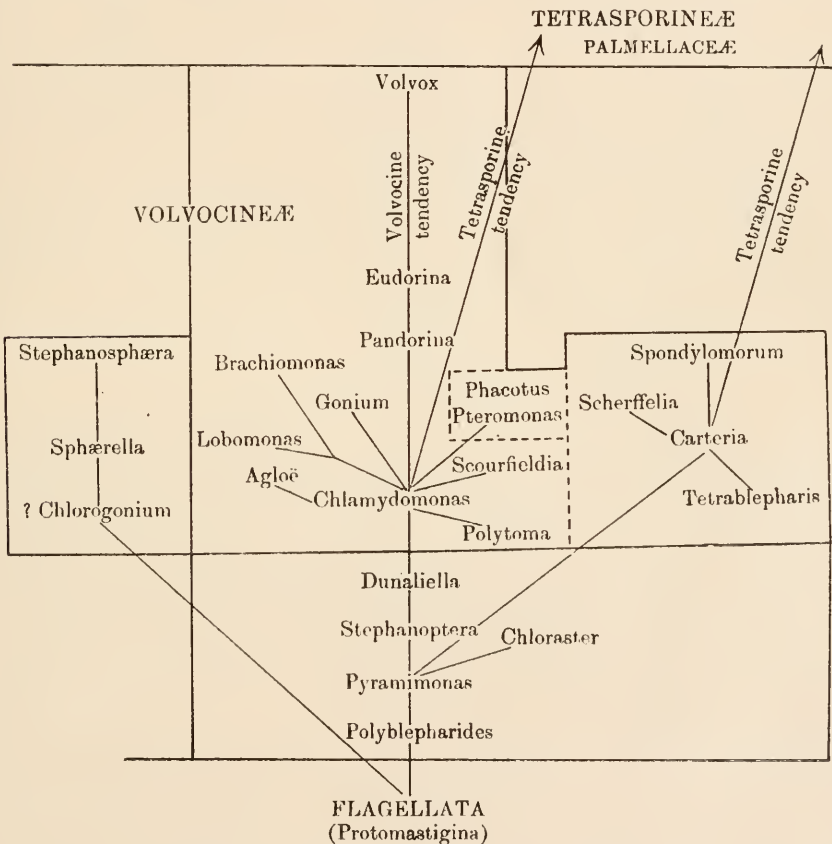 TETRASPORINEÆ
PALMELLACEÆ
Volvox
Volvocine
tendency
Tetrasporine
tendency
Tetrasporine
tendency
VOLVOCINEÆ
Eudorina
Pandorina
Stephanosphæra
Brachiomonas
Spondylomorum
Phacotus
Gonium
Pteromonas
Scherffelia
Sphærella
Lobomonas
Carteria
Agloë
Scourfieldia
Chlamydomonas
Tetrablepharis
? Chlorogonium
Polytoma
Dunaliella
Stephanoptera
Chloraster
Pyramimonas
Polyblepharides
FLAGELLATA
(Protomastigina)